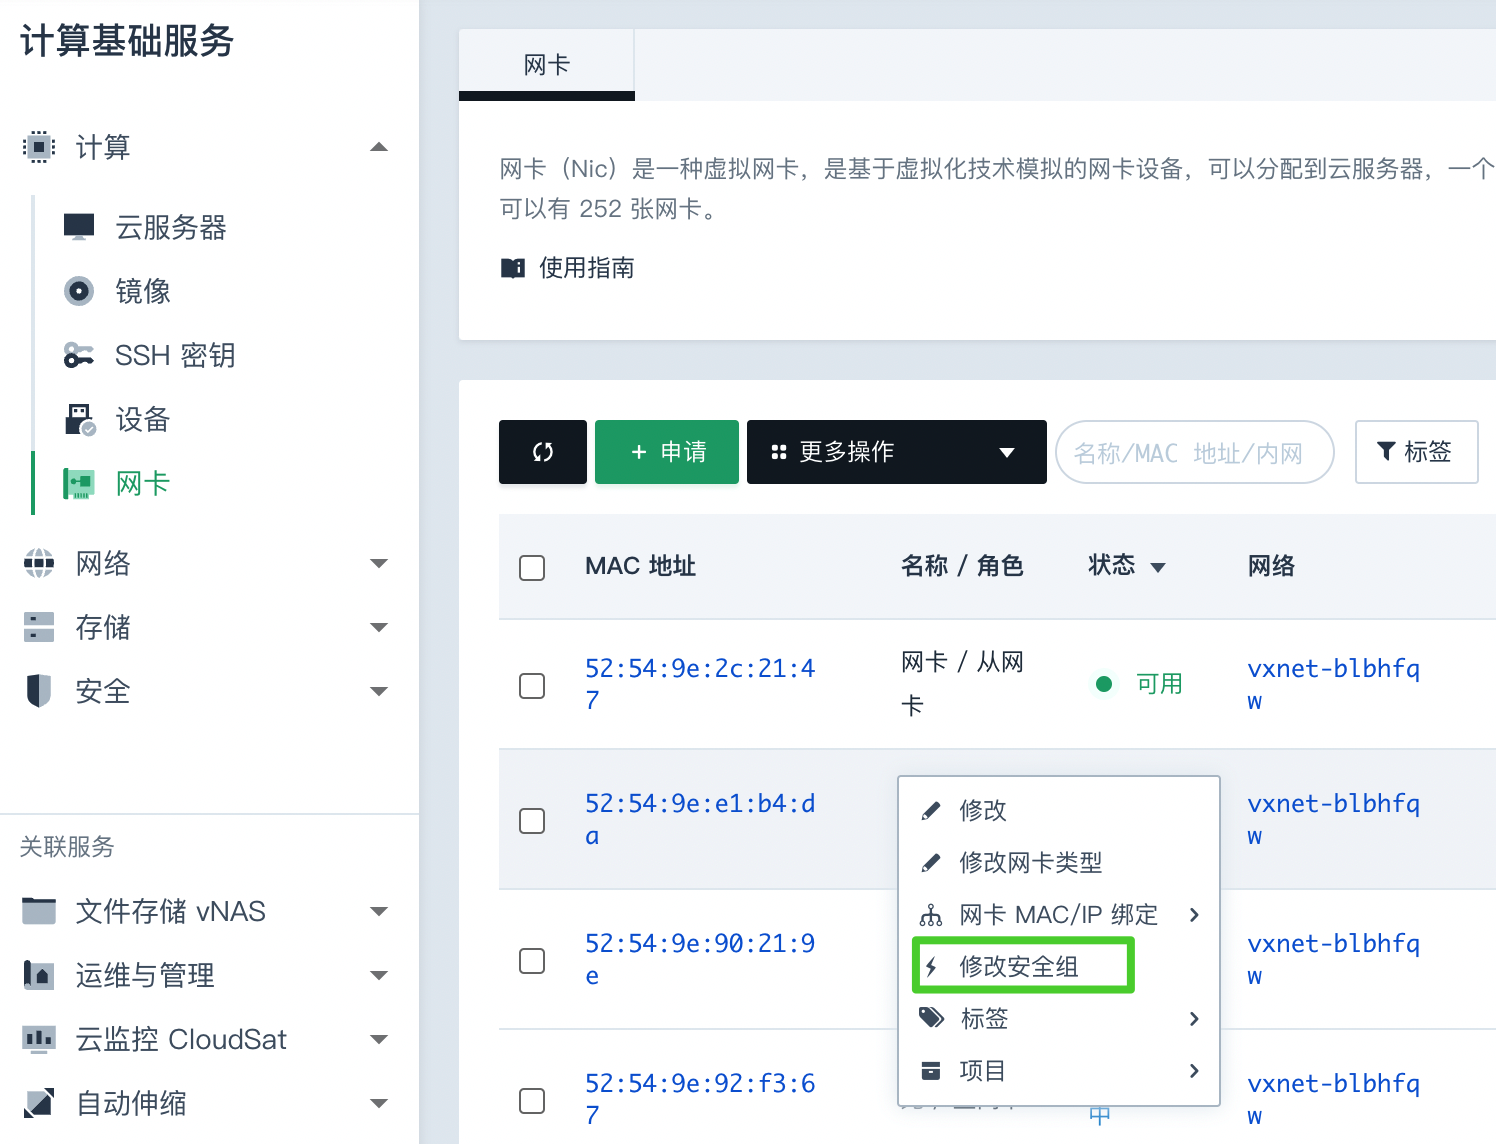 计算基础服务
计算
云服务器
镜像
SSH 密钥
设备
网卡
网络
存储
安全
关联服务
文件存储 vNAS
运维与管理
云监控 CloudSat
自动伸缩
网卡
网卡（Nic）是一种虚拟网卡，是基于虚拟化技术模拟的网卡设备，可以分配到云服务器，一个
可以有 252 张网卡。
使用指南
+ 申请
更多操作
名称/MAC 地址/内网
标签
MAC 地址
名称 / 角色
状态
网络
52:54:9e:2c:21:4
7
网卡 / 从网
卡
可用
vxnet-blbhfq
w
52:54:9e:e1:b4:d
a
vxnet-blbhfq
w
52:54:9e:90:21:9
e
vxnet-blbhfq
w
52:54:9e:92:f3:6
7
中
vxnet-blbhfq
w
修改
修改网卡类型
网卡 MAC/IP 绑定
修改安全组
标签
项目